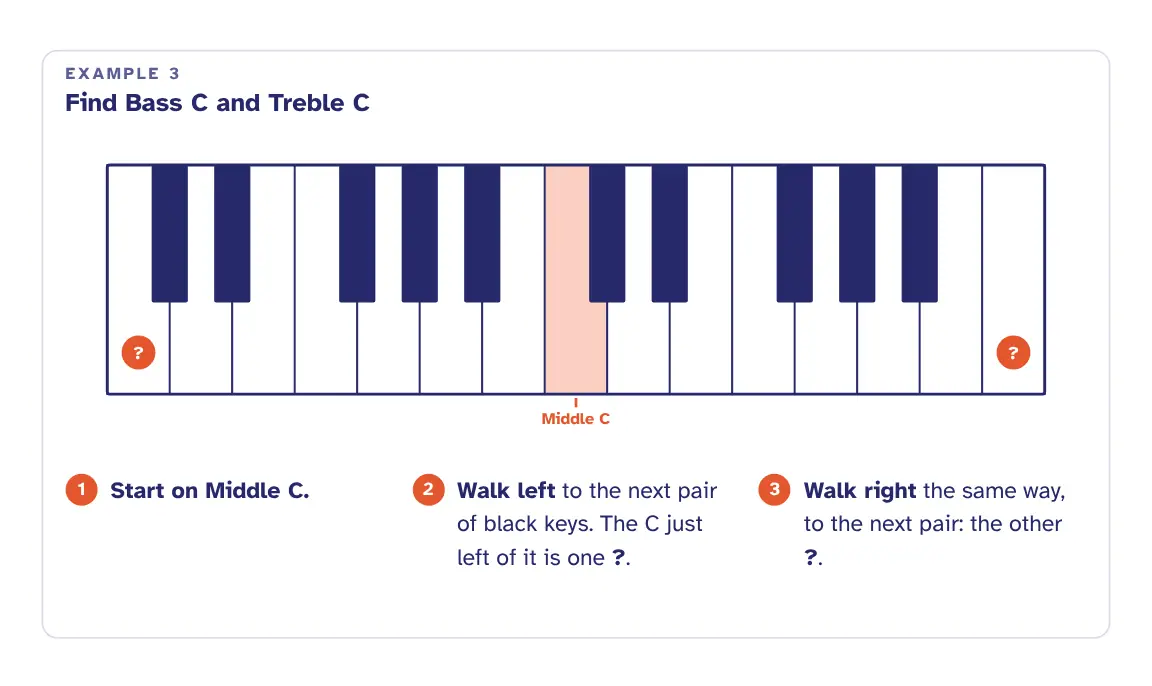 EXAMPLE 3
Find Bass C and Treble C
?
?
Middle C
1 Start on Middle C.
2 Walk left to the next pair
of black keys. The C just
left of it is one ?.
3 Walk right the same way,
to the next pair: the other
?.